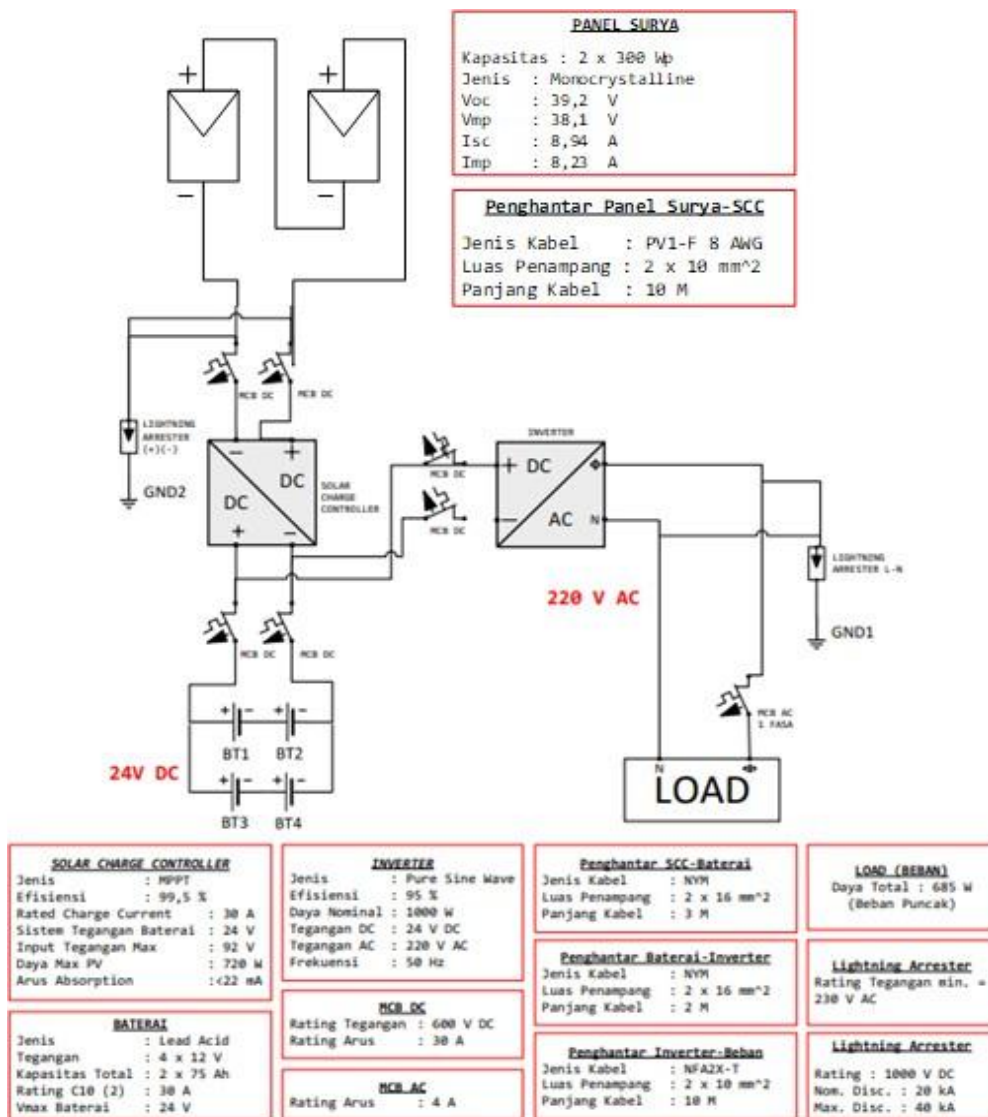 PANEL SURYA
Kapasitas : 2 x 300 Wp
Jenis : Monocrystalline
Voc : 39,2 V
Vmp : 38,1 V
Isc : 8,94 A
Imp : 8,23 A
Penghantar Panel Surya-SCC
Jenis Kabel : PV1-F 8 AWG
Luas Penampang : 2 x 10 mm^2
Panjang Kabel : 10 M
+ +
- -
MCB DC MCB DC
LIGHTNING
ARRESTER
(+)(-)
GND2
- +
DC
DC
+ -
SOLAR
CHARGE
CONTROLLER
MCB DC
MCB DC
INVERTER
+ DC
- AC
N
220 V AC
LIGHTNING
ARRESTER L-N
GND1
MCB DC MCB DC
MCB AC
1 FASA
+ - + -
BT1 BT2
24V DC
+ - + -
BT3 BT4
N
LOAD
SOLAR CHARGE CONTROLLER
Jenis : MPPT
Efisiensi : 99,5 %
Rated Charge Current : 30 A
Sistem Tegangan Baterai : 24 V
Input Tegangan Max : 92 V
Daya Max PV : 720 W
Arus Absorption :<22 mA
BATERAI
Jenis : Lead Acid
Tegangan : 4 x 12 V
Kapasitas Total : 2 x 75 Ah
Rating C10 (2) : 30 A
Vmax Baterai : 24 V
INVERTER
Jenis : Pure Sine Wave
Efisiensi : 95 %
Daya Nominal : 1000 W
Tegangan DC : 24 V DC
Tegangan AC : 220 V AC
Frekuensi : 50 Hz
MCB DC
Rating Tegangan : 600 V DC
Rating Arus : 30 A
MCB AC
Rating Arus : 4 A
Penghantar SCC-Baterai
Jenis Kabel : NYM
Luas Penampang : 2 x 16 mm^2
Panjang Kabel : 3 M
Penghantar Baterai-Inverter
Jenis Kabel : NYM
Luas Penampang : 2 x 16 mm^2
Panjang Kabel : 2 M
Penghantar Inverter-Beban
Jenis Kabel : NFA2X-T
Luas Penampang : 2 x 10 mm^2
Panjang Kabel : 10 M
LOAD (BEBAN)
Daya Total : 685 W
(Beban Puncak)
Lightning Arrester
Rating Tegangan min. =
230 V AC
Lightning Arrester
Rating : 1000 V DC
Nom. Disc. : 20 kA
Max. Disc. : 40 kA